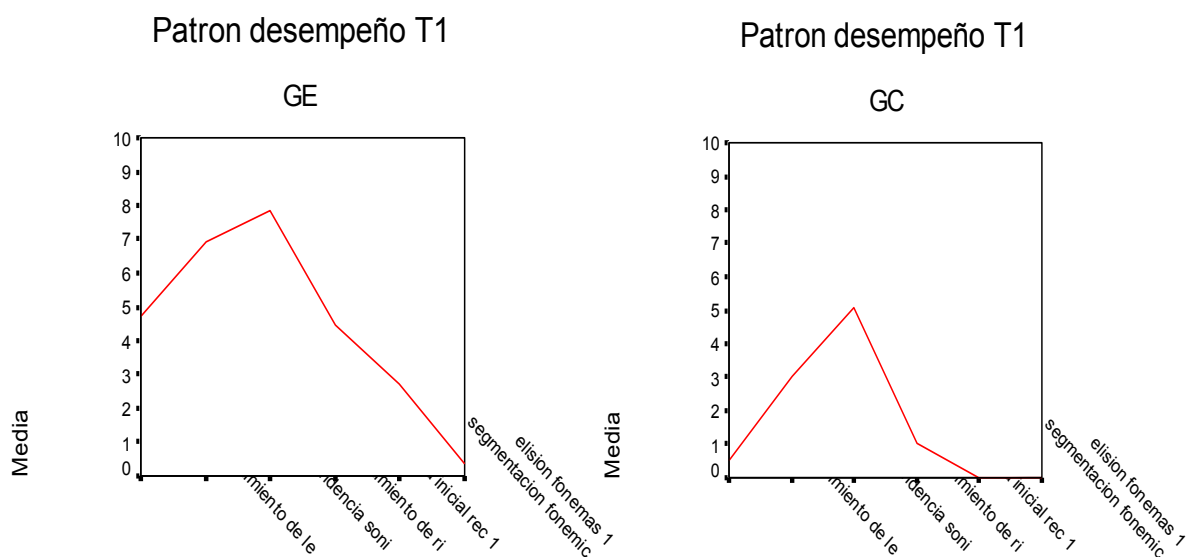 Patron desempeño T1
GE
10
9
8
7
6
5
4
3
2
1
0
Media
miento de le
dencia soni
miento de ri
inicial rec 1
segmentacion fonemic
elision fonemas 1
Patron desempeño T1
GC
10
9
8
7
6
5
4
3
2
1
0
Media
miento de le
dencia soni
miento de ri
inicial rec 1
segmentacion fonemic
elision fonemas 1